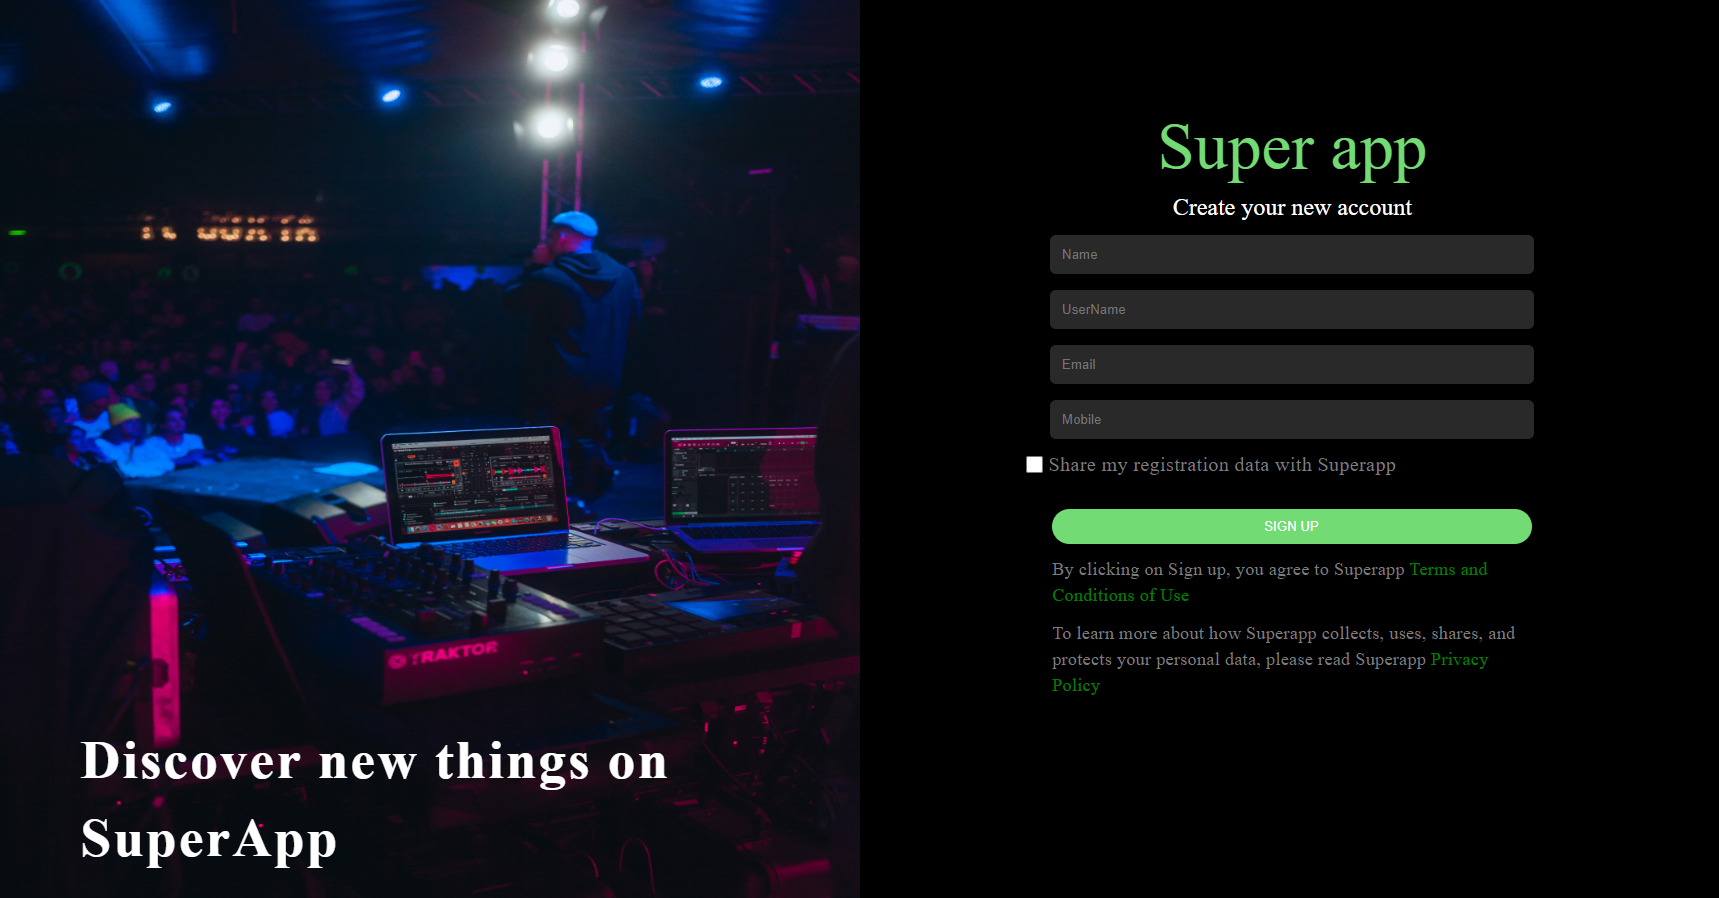 Super app
Create your new account
Name
UserName
Email
Mobile
Share my registration data with Superapp
SIGN UP
By clicking on Sign up, you agree to Superapp Terms and
Conditions of Use
To learn more about how Superapp collects, uses, shares, and
protects your personal data, please read Superapp Privacy
Policy
TRAKTOR
Discover new things on
SuperApp